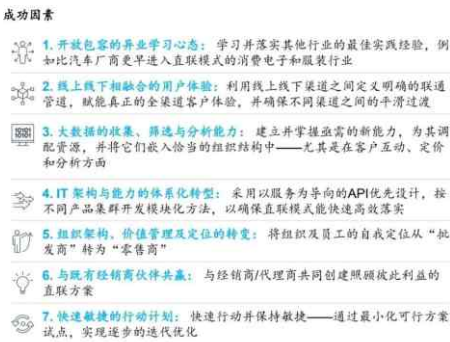 成功因素
1. 开放包容的异业学习心态： 学习并落实其他行业的最佳实践经验，例
如比汽车厂商更早进入直联模式的消费电子和服装行业
2. 线上线下相融合的用户体验：利用线上线下渠道之间定义明确的联通
管道，赋能真正的全渠道客户体验，并确保不同渠道之间的平滑过渡
3. 大数据的收集、筛选与分析能力： 建立并掌握亟需的新能力，为其调
配资源，并将它们嵌入恰当的组织结构中——尤其是在客户互动、定价
和分析方面
4. IT 架构与能力的体系化转型： 采用以服务为导向的API优先设计，按
不同产品集群开发模块化方法，以确保直联模式能快速高效落实
5. 组织架构、价值管理及定位的转变： 将组织及员工的自我定位从“批
发商”转为“零售商”
6. 与既有经销商伙伴共赢： 与经销商/代理商共同创建照顾彼此利益的
直联方案
7. 快速敏捷的行动计划： 快速行动并保持敏捷——通过最小化可行方案
试点，实现逐步的迭代优化